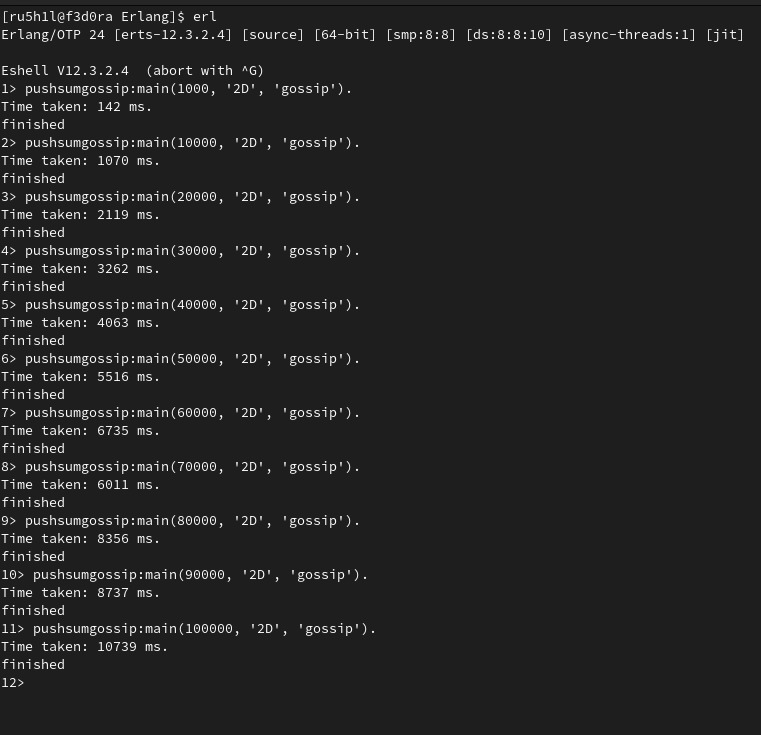 [ru5h1l@f3d0ra Erlang]$ erl
Erlang/OTP 24 [erts-12.3.2.4] [source] [64-bit] [smp:8:8] [ds:8:8:10] [async-threads:1] [jit]
Eshell V12.3.2.4  (abort with ^G)
1> pushsumgossip:main(1000, '2D', 'gossip').
Time taken: 142 ms.
finished
2> pushsumgossip:main(10000, '2D', 'gossip').
Time taken: 1070 ms.
finished
3> pushsumgossip:main(20000, '2D', 'gossip').
Time taken: 2119 ms.
finished
4> pushsumgossip:main(30000, '2D', 'gossip').
Time taken: 3262 ms.
finished
5> pushsumgossip:main(40000, '2D', 'gossip').
Time taken: 4063 ms.
finished
6> pushsumgossip:main(50000, '2D', 'gossip').
Time taken: 5516 ms.
finished
7> pushsumgossip:main(60000, '2D', 'gossip').
Time taken: 6735 ms.
finished
8> pushsumgossip:main(70000, '2D', 'gossip').
Time taken: 6011 ms.
finished
9> pushsumgossip:main(80000, '2D', 'gossip').
Time taken: 8356 ms.
finished
10> pushsumgossip:main(90000, '2D', 'gossip').
Time taken: 8737 ms.
finished
11> pushsumgossip:main(100000, '2D', 'gossip').
Time taken: 10739 ms.
finished
12>